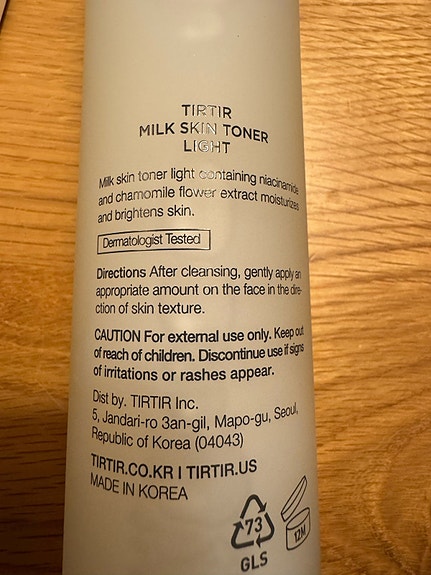 TIRTIR
MILK SKIN TONER
LIGHT
Milk skin toner light containing niacinamide
and chamomile flower extract moisturizes
and brightens skin.
Dermatologist Tested
Directions After cleansing, gently apply an
appropriate amount on the face in the dire-
ction of skin texture.
CAUTION For external use only. Keep out
of reach of children. Discontinue use if signs
of irritations or rashes appear.
Dist by. TIRTIR Inc.
5, Jandari-ro 3an-gil, Mapo-gu, Seoul,
Republic of Korea (04043)
TIRTIR.CO.KR I TIRTIR.US
MADE IN KOREA
73
GLS
12M